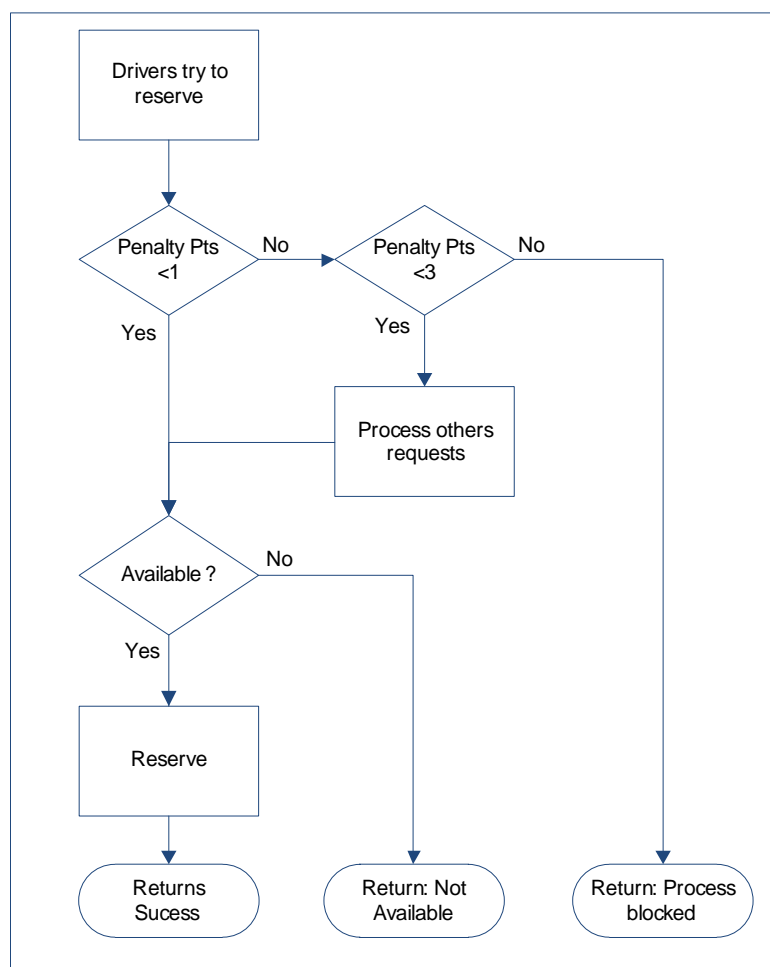 Drivers try to
reserve
Penalty Pts
<1
No
Penalty Pts
<3
No
Yes
Yes
Process others
requests
Available ?
No
Yes
Reserve
Returns
Sucess
Return: Not
Available
Return: Process
blocked